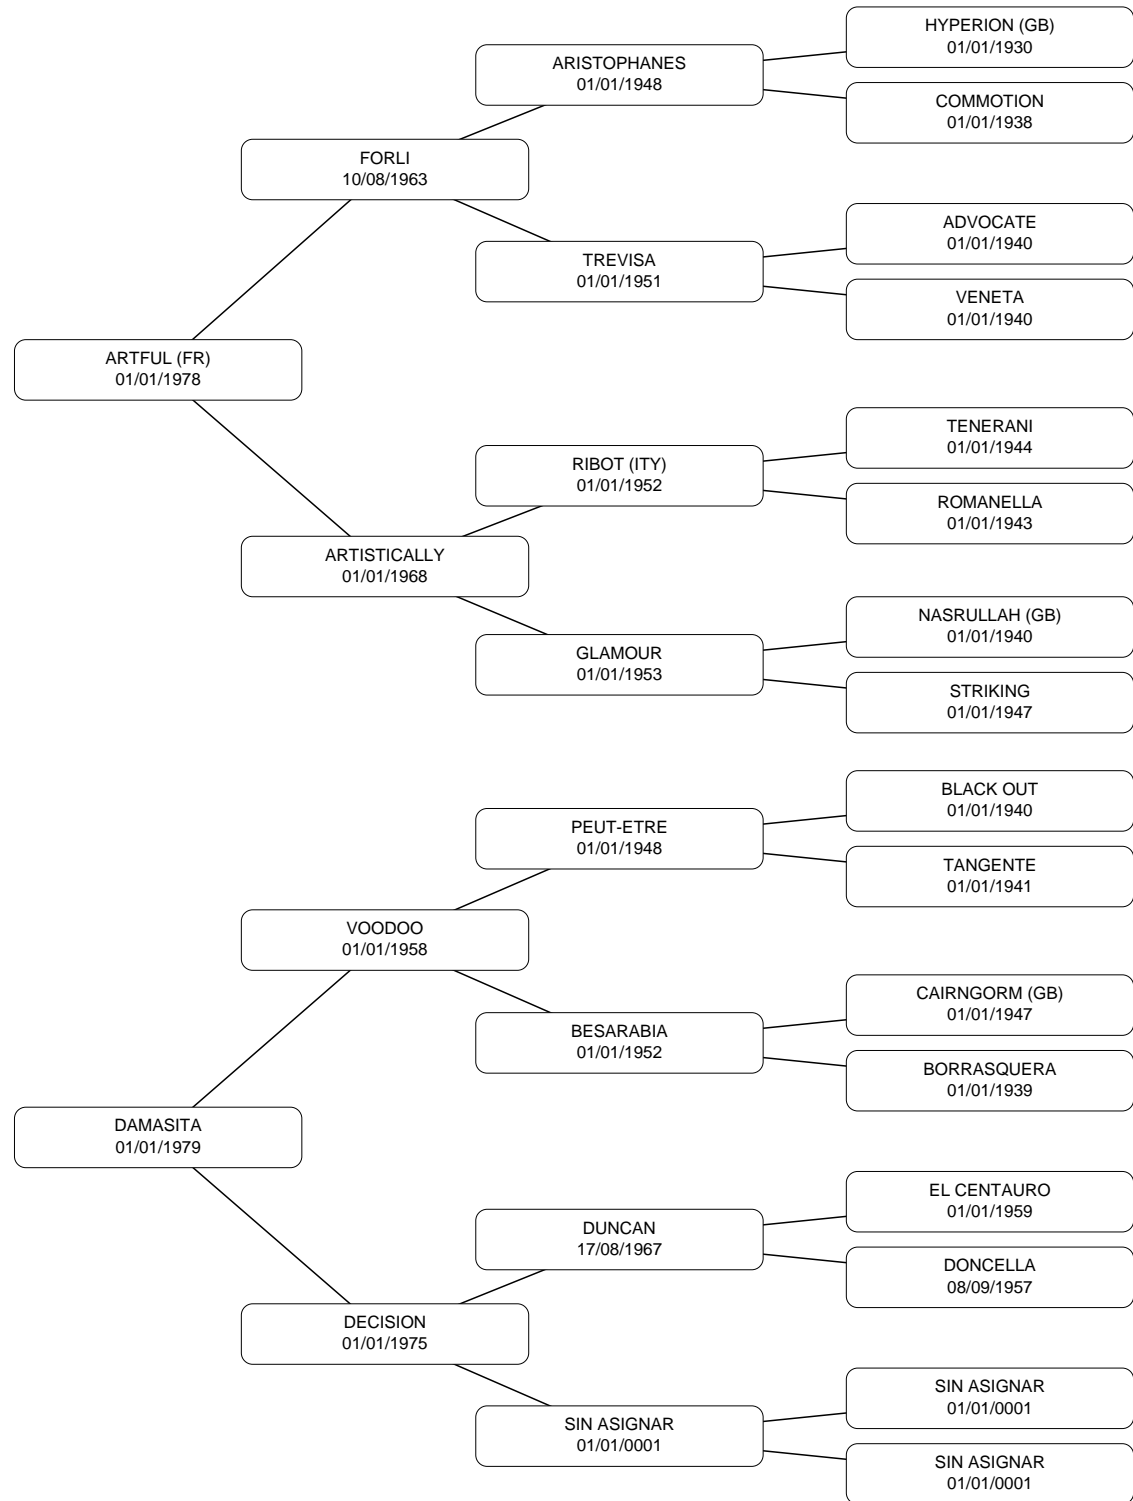 HYPERION (GB)
01/01/1930
ARISTOPHANES
01/01/1948
COMMOTION
01/01/1938
FORLI
10/08/1963
ADVOCATE
01/01/1940
TREVISA
01/01/1951
VENETA
01/01/1940
ARTFUL (FR)
01/01/1978
TENERANI
01/01/1944
RIBOT (ITY)
01/01/1952
ROMANELLA
01/01/1943
ARTISTICALLY
01/01/1968
NASRULLAH (GB)
01/01/1940
GLAMOUR
01/01/1953
STRIKING
01/01/1947
BLACK OUT
01/01/1940
PEUT-ETRE
01/01/1948
TANGENTE
01/01/1941
VOODOO
01/01/1958
CAIRNGORM (GB)
01/01/1947
BESARABIA
01/01/1952
BORRASQUERA
01/01/1939
DAMASITA
01/01/1979
EL CENTAURO
01/01/1959
DUNCAN
17/08/1967
DONCELLA
08/09/1957
DECISION
01/01/1975
SIN ASIGNAR
01/01/0001
SIN ASIGNAR
01/01/0001
SIN ASIGNAR
01/01/0001